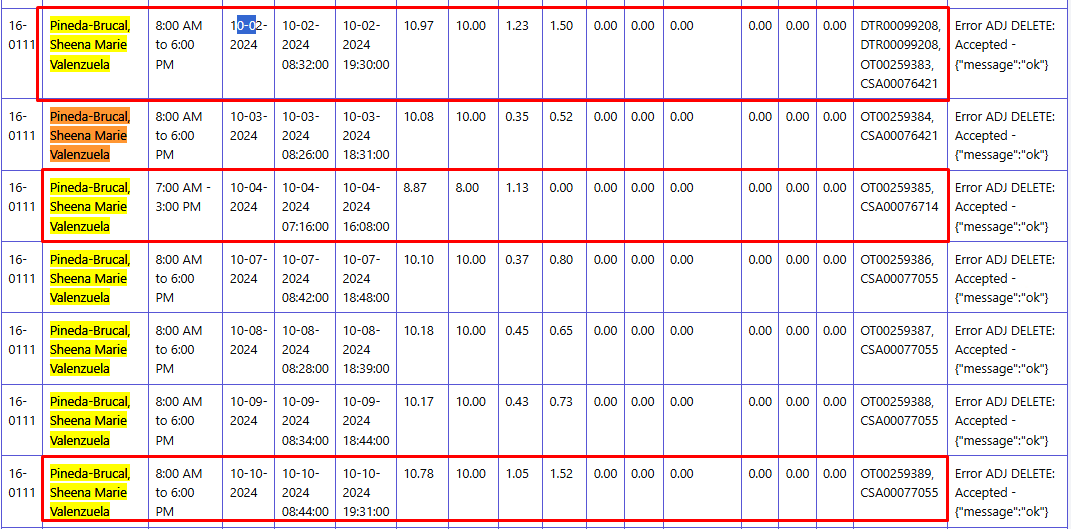 16-0111 Pineda-Brucal, Sheena Marie Valenzuela 8:00 AM to 6:00 PM 10-02-2024 10-02-2024 08:32:00 10-02-2024 19:30:00 10.97 10.00 1.23 1.50 0.00 0.00 0.00 0.00 0.00 0.00 DTR00099208, DTR00099208, OT00259383, CSA00076421 Error ADJ DELETE: Accepted - {"message":"ok"}
16-0111 Pineda-Brucal, Sheena Marie Valenzuela 8:00 AM to 6:00 PM 10-03-2024 10-03-2024 08:26:00 10-03-2024 18:31:00 10.08 10.00 0.35 0.52 0.00 0.00 0.00 0.00 0.00 0.00 OT00259384, CSA00076421 Error ADJ DELETE: Accepted - {"message":"ok"}
16-0111 Pineda-Brucal, Sheena Marie Valenzuela 7:00 AM - 3:00 PM 10-04-2024 10-04-2024 07:16:00 10-04-2024 16:08:00 8.87 8.00 1.13 0.00 0.00 0.00 0.00 0.00 0.00 0.00 OT00259385, CSA00076714 Error ADJ DELETE: Accepted - {"message":"ok"}
16-0111 Pineda-Brucal, Sheena Marie Valenzuela 8:00 AM to 6:00 PM 10-07-2024 10-07-2024 08:42:00 10-07-2024 18:48:00 10.10 10.00 0.37 0.80 0.00 0.00 0.00 0.00 0.00 0.00 OT00259386, CSA00077055 Error ADJ DELETE: Accepted - {"message":"ok"}
16-0111 Pineda-Brucal, Sheena Marie Valenzuela 8:00 AM to 6:00 PM 10-08-2024 10-08-2024 08:28:00 10-08-2024 18:39:00 10.18 10.00 0.45 0.65 0.00 0.00 0.00 0.00 0.00 0.00 OT00259387, CSA00077055 Error ADJ DELETE: Accepted - {"message":"ok"}
16-0111 Pineda-Brucal, Sheena Marie Valenzuela 8:00 AM to 6:00 PM 10-09-2024 10-09-2024 08:34:00 10-09-2024 18:44:00 10.17 10.00 0.43 0.73 0.00 0.00 0.00 0.00 0.00 0.00 OT00259388, CSA00077055 Error ADJ DELETE: Accepted - {"message":"ok"}
16-0111 Pineda-Brucal, Sheena Marie Valenzuela 8:00 AM to 6:00 PM 10-10-2024 10-10-2024 08:44:00 10-10-2024 19:31:00 10.78 10.00 1.05 1.52 0.00 0.00 0.00 0.00 0.00 0.00 OT00259389, CSA00077055 Error ADJ DELETE: Accepted - {"message":"ok"}